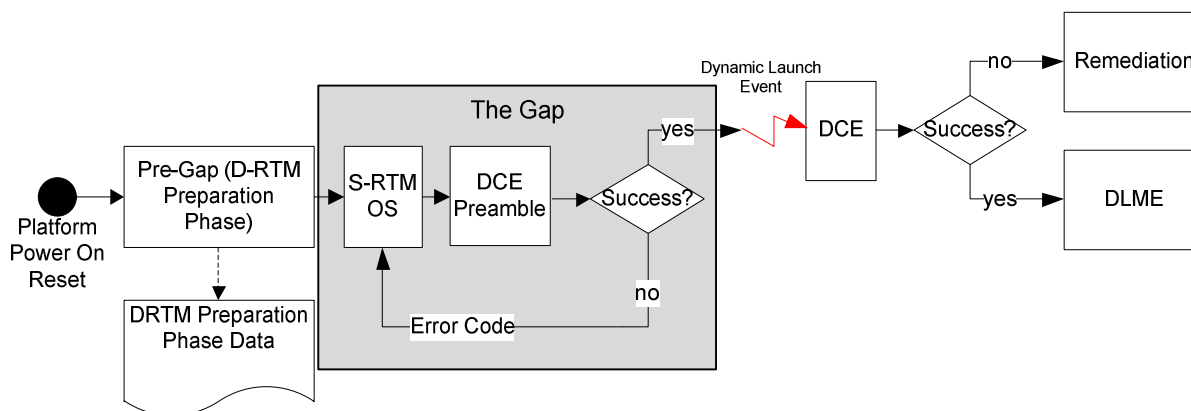 Platform
Power On
Reset
Pre-Gap (D-RTM
Preparation
Phase)
DRTM Preparation
Phase Data
The Gap
S-RTM
OS
DCE
Preamble
Success?
yes
no
Error Code
Dynamic Launch
Event
DCE
Success?
no
Remediation
yes
DLME